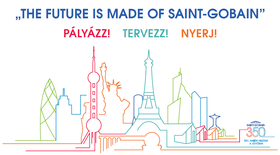 „THE FUTURE IS MADE OF SAINT-GOBAIN”
PÁLYÁZZ! TERVEZZ! NYERJ!
350